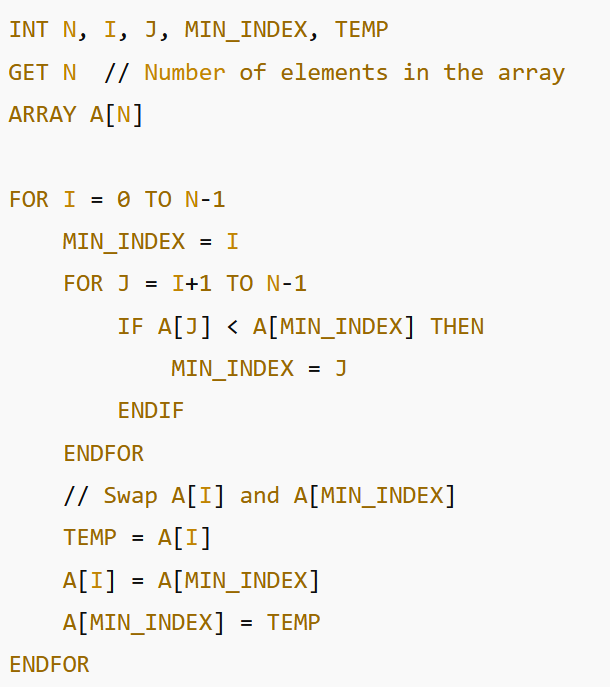 INT N, I, J, MIN_INDEX, TEMP
GET N  // Number of elements in the array
ARRAY A[N]

FOR I = 0 TO N-1
    MIN_INDEX = I
    FOR J = I+1 TO N-1
        IF A[J] < A[MIN_INDEX] THEN
            MIN_INDEX = J
        ENDIF
    ENDFOR
    // Swap A[I] and A[MIN_INDEX]
    TEMP = A[I]
    A[I] = A[MIN_INDEX]
    A[MIN_INDEX] = TEMP
ENDFOR